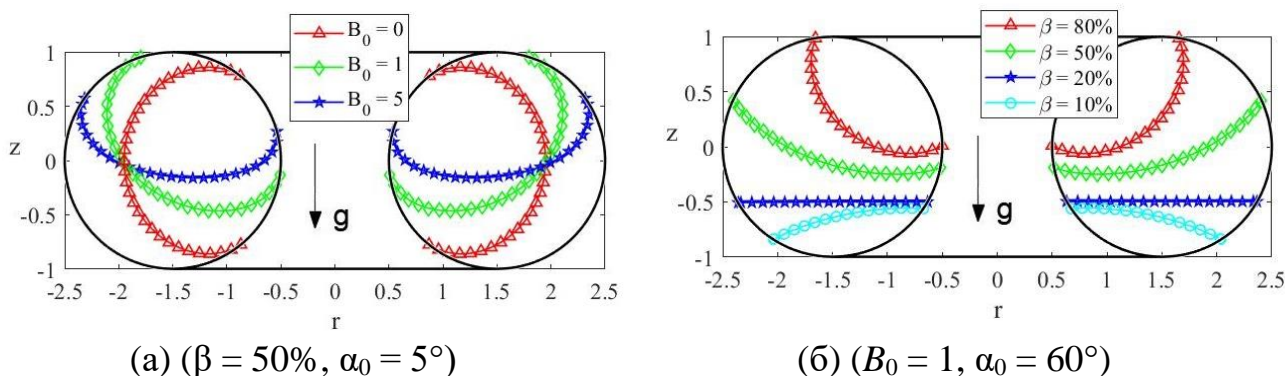 B₀ = 0
B₀ = 1
B₀ = 5
1
0.5
z 0
-0.5
-1
g
-2.5 -2 -1.5 -1 -0.5 0 0.5 1 1.5 2 2.5
r
(а) (β = 50%, α₀ = 5°)
β = 80%
β = 50%
β = 20%
β = 10%
1
0.5
z 0
-0.5
-1
g
-2.5 -2 -1.5 -1 -0.5 0 0.5 1 1.5 2 2.5
r
(б) (B₀ = 1, α₀ = 60°)